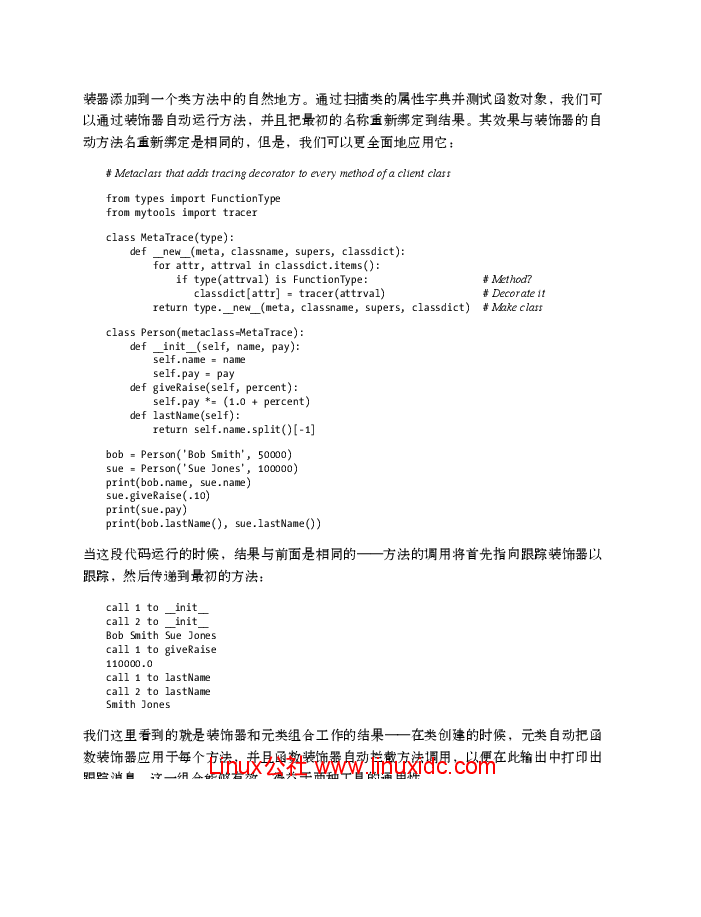 装器添加到一个类方法中的自然地方。通过扫描类的属性字典并测试函数对象，我们可
以通过装饰器自动运行方法，并且把最初的名称重新绑定到结果。其效果与装饰器的自
动方法名重新绑定是相同的，但是，我们可以更全面地应用它：
# Metaclass that adds tracing decorator to every method of a client class
from types import FunctionType
from mytools import tracer
class MetaTrace(type):
    def __new__(meta, classname, supers, classdict):
        for attr, attrval in classdict.items():
            if type(attrval) is FunctionType:                    # Method?
               classdict[attr] = tracer(attrval)                 # Decorate it
        return type.__new__(meta, classname, supers, classdict)  # Make class
class Person(metaclass=MetaTrace):
    def __init__(self, name, pay):
        self.name = name
        self.pay = pay
    def giveRaise(self, percent):
        self.pay *= (1.0 + percent)
    def lastName(self):
        return self.name.split()[-1]
bob = Person('Bob Smith', 50000)
sue = Person('Sue Jones', 100000)
print(bob.name, sue.name)
sue.giveRaise(.10)
print(sue.pay)
print(bob.lastName(), sue.lastName())
当这段代码运行的时候，结果与前面是相同的——方法的调用将首先指向跟踪装饰器以
跟踪，然后传递到最初的方法：
call 1 to __init__
call 2 to __init__
Bob Smith Sue Jones
call 1 to giveRaise
110000.0
call 1 to lastName
call 2 to lastName
Smith Jones
我们这里看到的就是装饰器和元类组合工作的结果——在类创建的时候，元类自动把函
数装饰器应用于每个方法，并且函数装饰器自动拦截方法调用，以便在此输出中打印出
跟踪消息。这一组合能够有效，得益于两种工具的通用性。
Linux公社 www.linuxidc.com